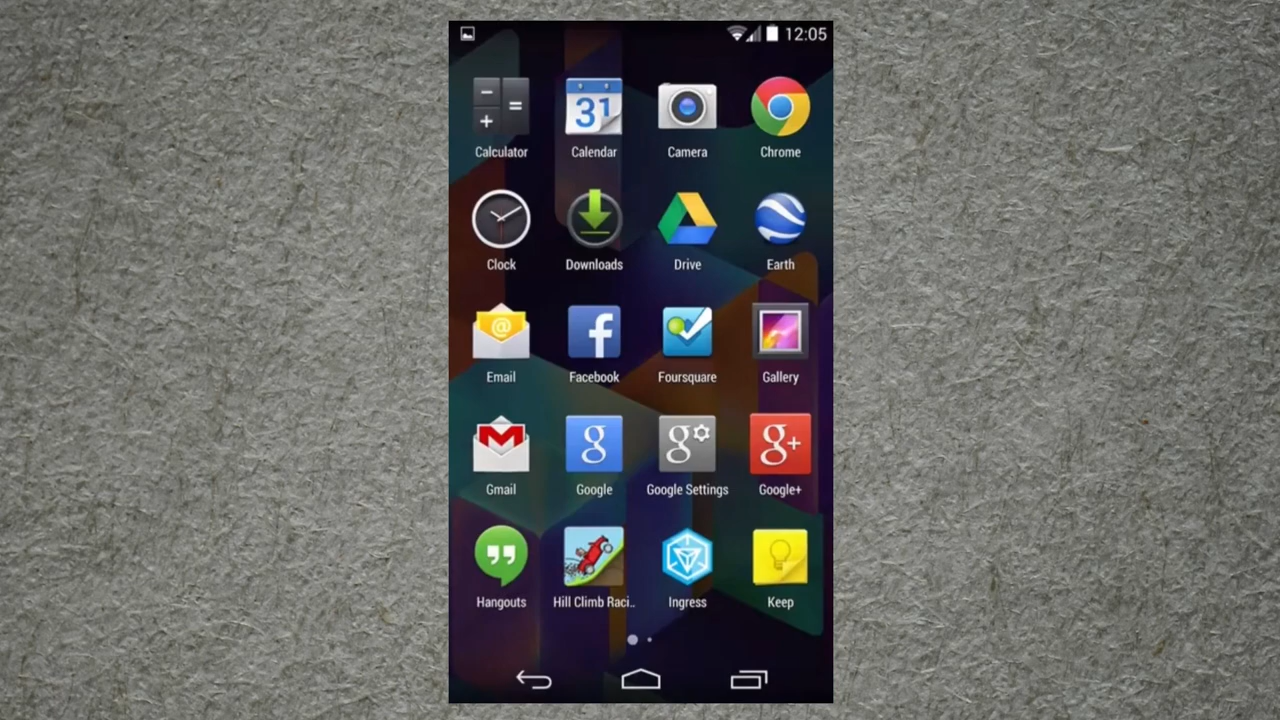 12:05
31
Calculator Calendar Camera Chrome
Clock Downloads Drive Earth
@ f
Email Facebook Foursquare Gallery
M g g g+
Gmail Google Google Settings Google+
Hangouts Hill Climb Raci.. Ingress Keep